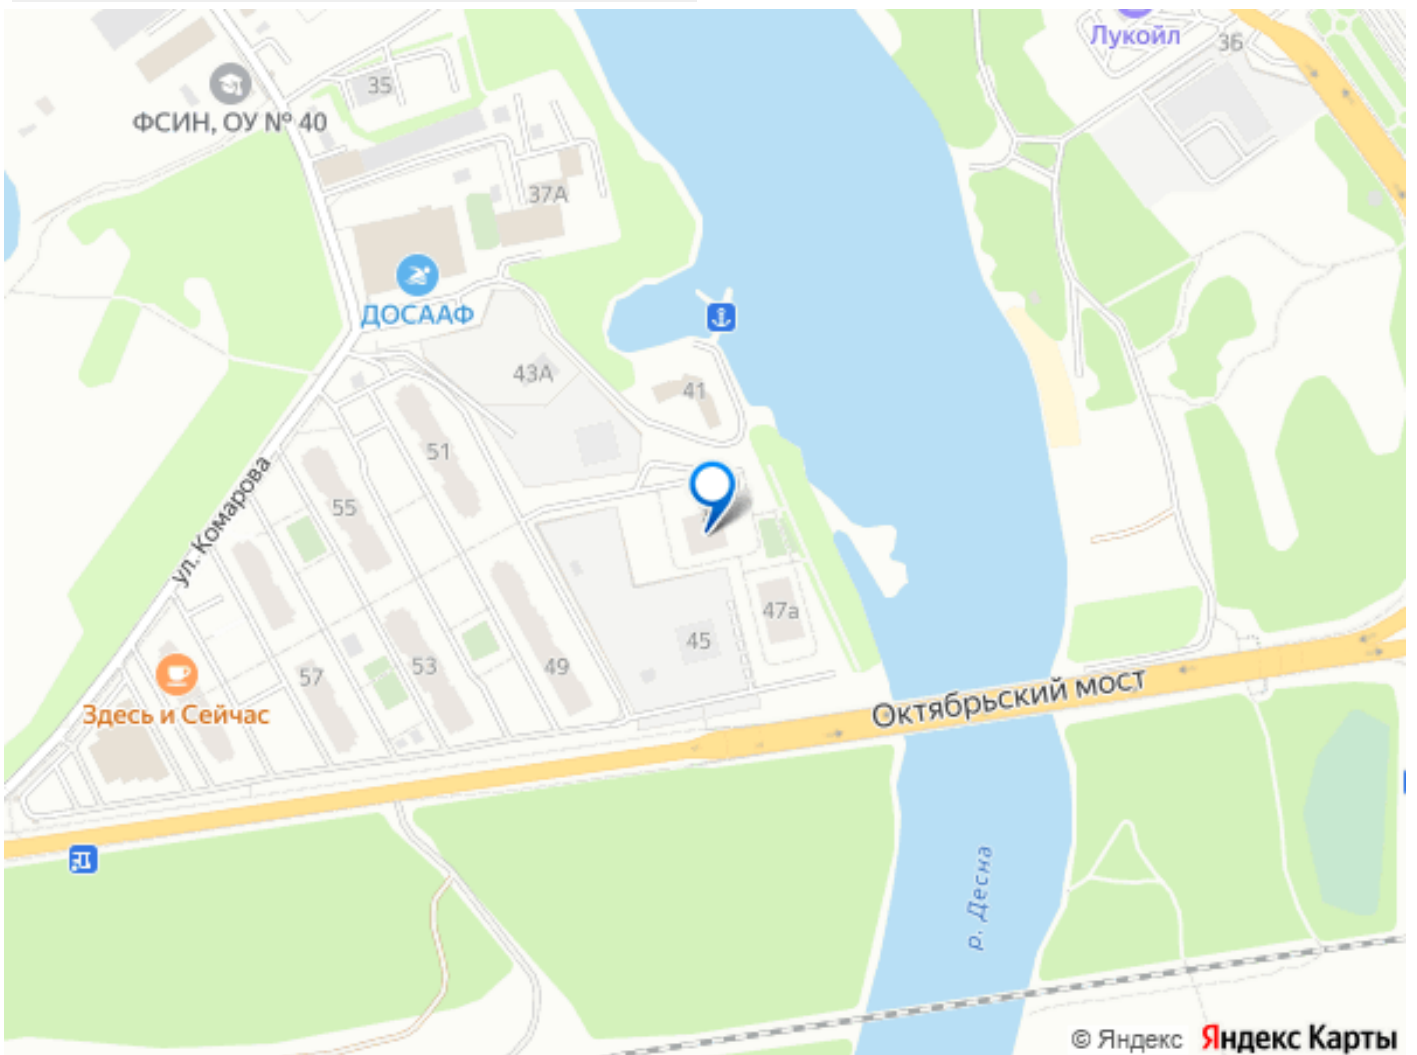 Лукойл
36
35
ФСИН, ОУ № 40
37А
ДОСААФ
43А
41
51
ул. Комарова
55
47а
45
49
53
57
Здесь и Сейчас
Октябрьский мост
р. Десна
© Яндекс Яндекс Карты